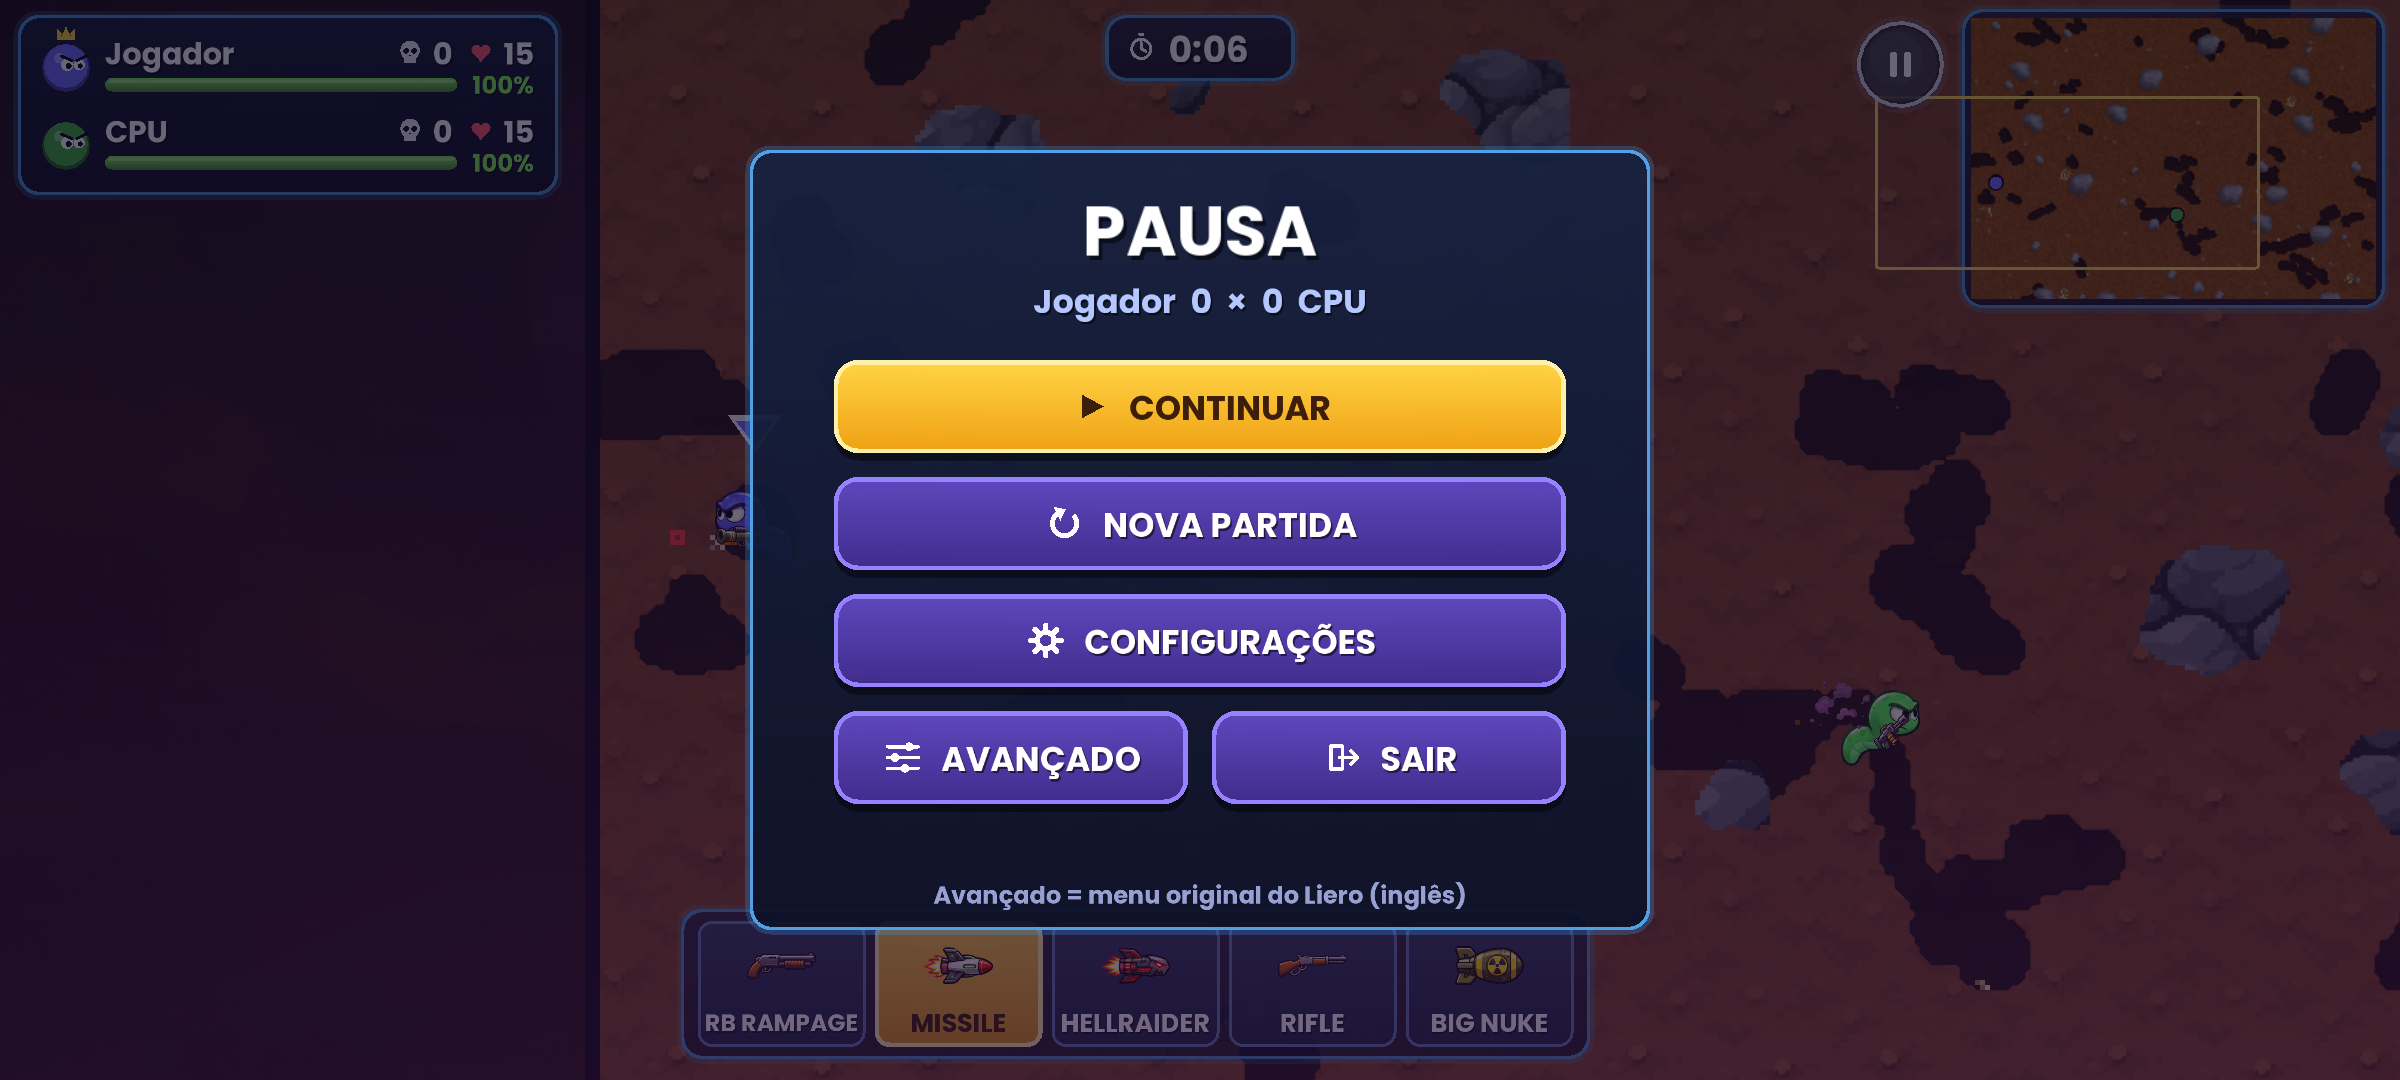 Jogador 0 15
100%
CPU 0 15
100%
0:06
PAUSA
Jogador 0 × 0 CPU
CONTINUAR
NOVA PARTIDA
CONFIGURAÇÕES
AVANÇADO
SAIR
Avançado = menu original do Liero (inglês)
RB RAMPAGE
MISSILE
HELLRAIDER
RIFLE
BIG NUKE